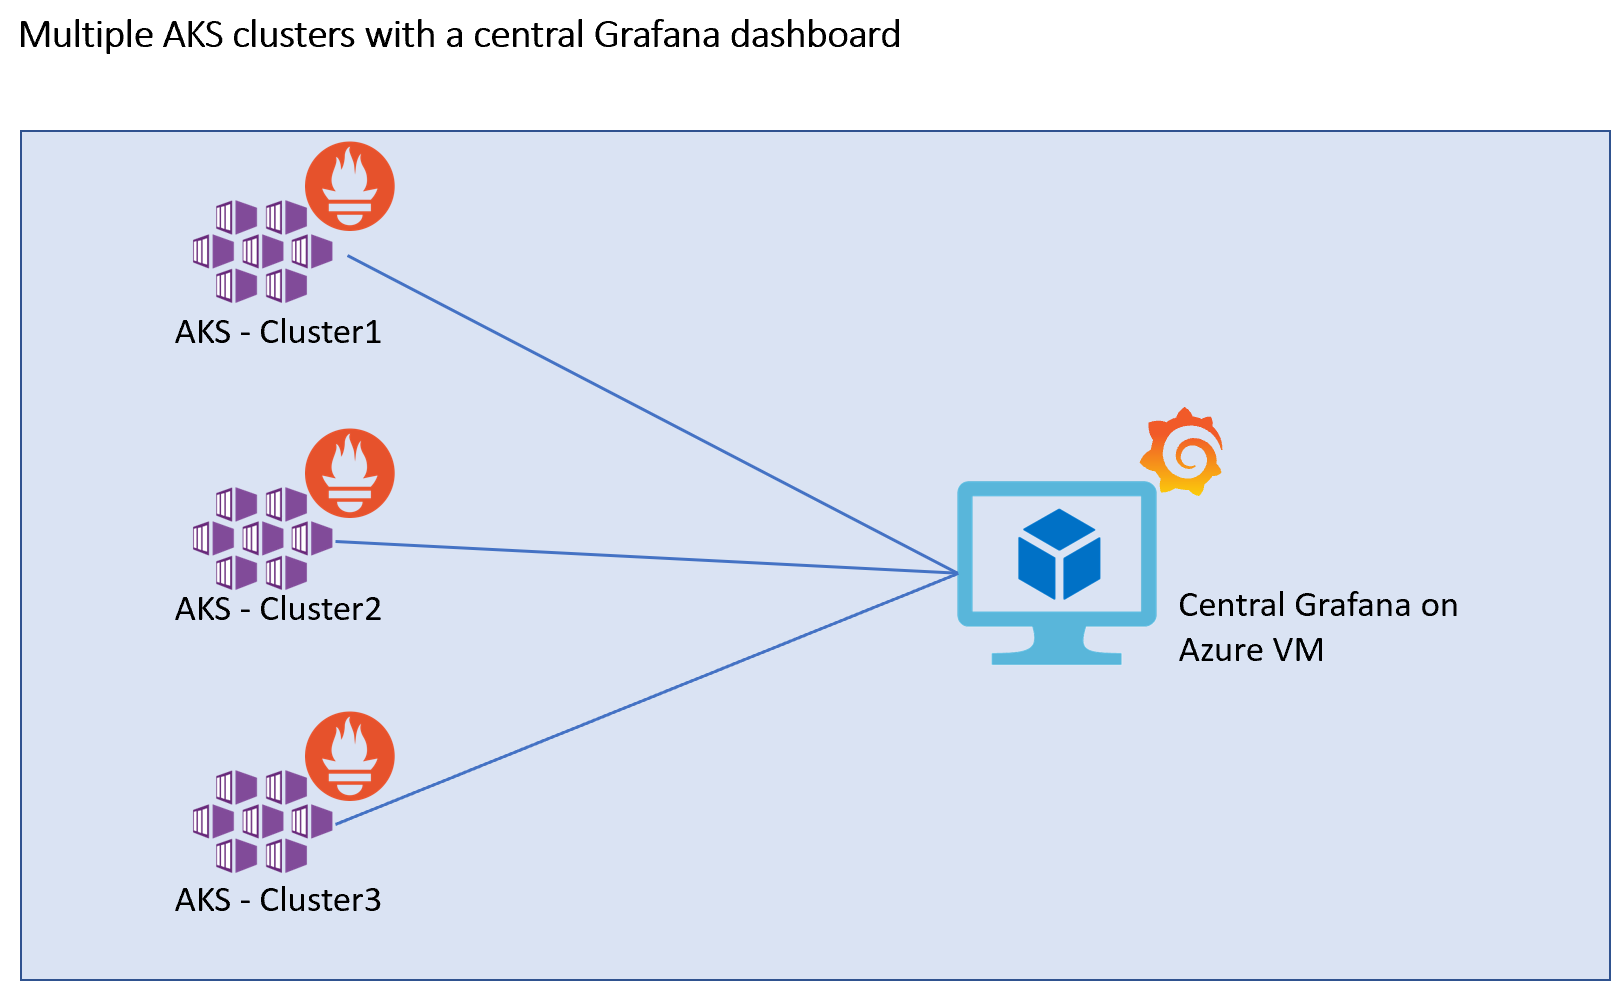 Multiple AKS clusters with a central Grafana dashboard
AKS - Cluster1
AKS - Cluster2
Central Grafana on
Azure VM
AKS - Cluster3